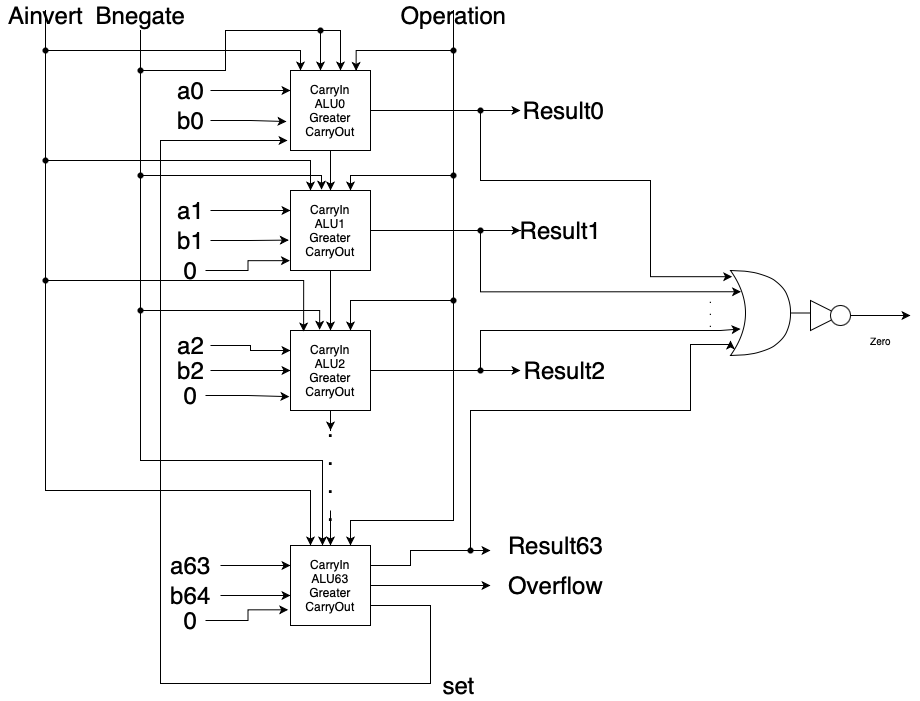 Ainvert Bnegate Operation
a0
b0
CarryIn
ALU0
Greater
CarryOut
Result0
a1
b1
0
CarryIn
ALU1
Greater
CarryOut
Result1
a2
b2
0
CarryIn
ALU2
Greater
CarryOut
Result2
Zero
a63
b64
0
CarryIn
ALU63
Greater
CarryOut
Result63
Overflow
set